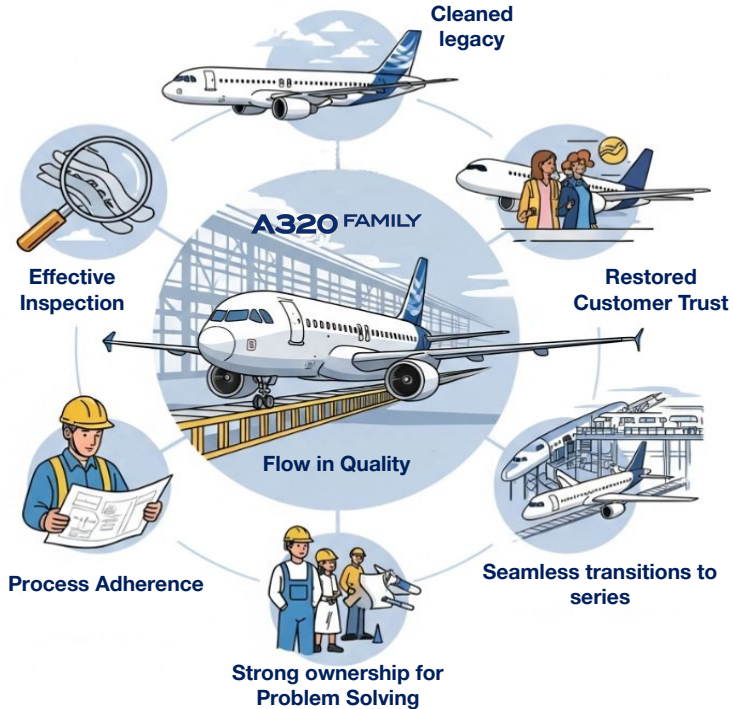 Cleaned
legacy
A320 FAMILY
Effective
Inspection
Restored
Customer Trust
Flow in Quality
Process Adherence
Seamless transitions to
series
Strong ownership for
Problem Solving